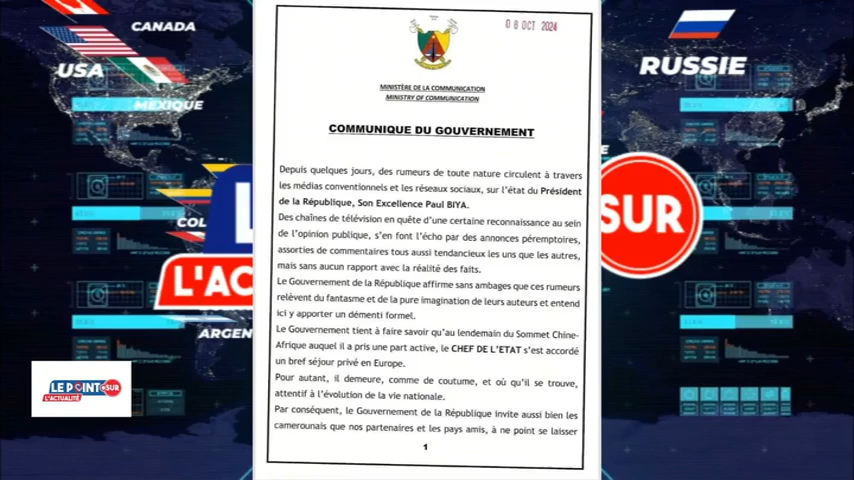 CANADA
USA
MEXIQUE
COL
ARGEN
L'AC
RUSSIE
SUR
08 OCT 2024
MINISTÈRE DE LA COMMUNICATION
MINISTRY OF COMMUNICATION
COMMUNIQUE DU GOUVERNEMENT
Depuis quelques jours, des rumeurs de toute nature circulent à travers
les médias conventionnels et les réseaux sociaux, sur l'état du Président
de la République, Son Excellence Paul BIYA.
Des chaînes de télévision en quête d'une certaine reconnaissance au sein
de l'opinion publique, s'en font l'écho par des annonces péremptoires,
assorties de commentaires tous aussi tendancieux les uns que les autres,
mais sans aucun rapport avec la réalité des faits.
Le Gouvernement de la République affirme sans ambages que ces rumeurs
relèvent du fantasme et de la pure imagination de leurs auteurs et entend
ici y apporter un démenti formel.
Le Gouvernement tient à faire savoir qu'au lendemain du Sommet Chine-
Afrique auquel il a pris une part active, le CHEF DE L'ETAT s'est accordé
un bref séjour privé en Europe.
Pour autant, il demeure, comme de coutume, et où qu'il se trouve,
attentif à l'évolution de la vie nationale.
Par conséquent, le Gouvernement de la République invite aussi bien les
camerounais que nos partenaires et les pays amis, à ne point se laisser
1
LE POINT SUR
L'ACTUALITÉ